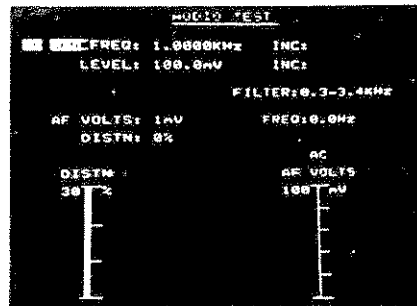 AUDIO TEST
FREQ: 1.0000KHz INC:
LEVEL: 100.0mV INC:
FILTER:0.3-3.4KHz
AF VOLTS: 1mV FREQ:0.0Hz
DISTN: 0%
AC
DISTN AF VOLTS
30 % 100 mV